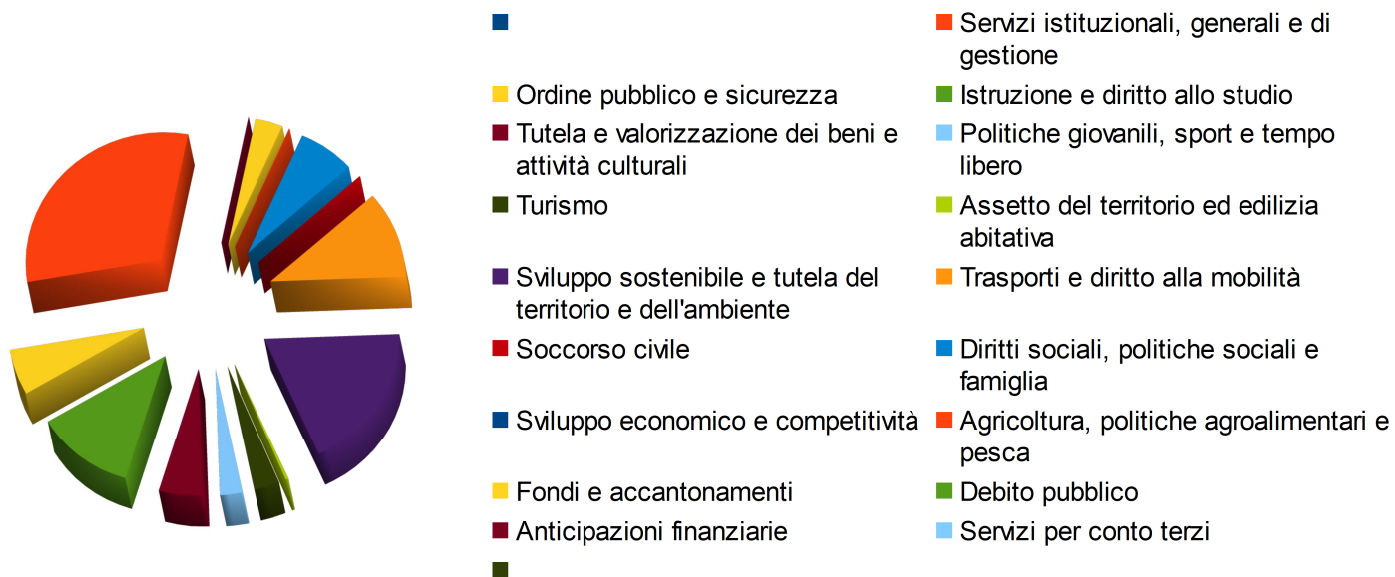 Servizi istituzionali, generali e di
gestione
Ordine pubblico e sicurezza
Istruzione e diritto allo studio
Tutela e valorizzazione dei beni e
attività culturali
Politiche giovanili, sport e tempo
libero
Turismo
Assetto del territorio ed edilizia
abitativa
Sviluppo sostenibile e tutela del
territorio e dell'ambiente
Trasporti e diritto alla mobilità
Soccorso civile
Diritti sociali, politiche sociali e
famiglia
Sviluppo economico e competitività
Agricoltura, politiche agroalimentari e
pesca
Fondi e accantonamenti
Debito pubblico
Anticipazioni finanziarie
Servizi per conto terzi